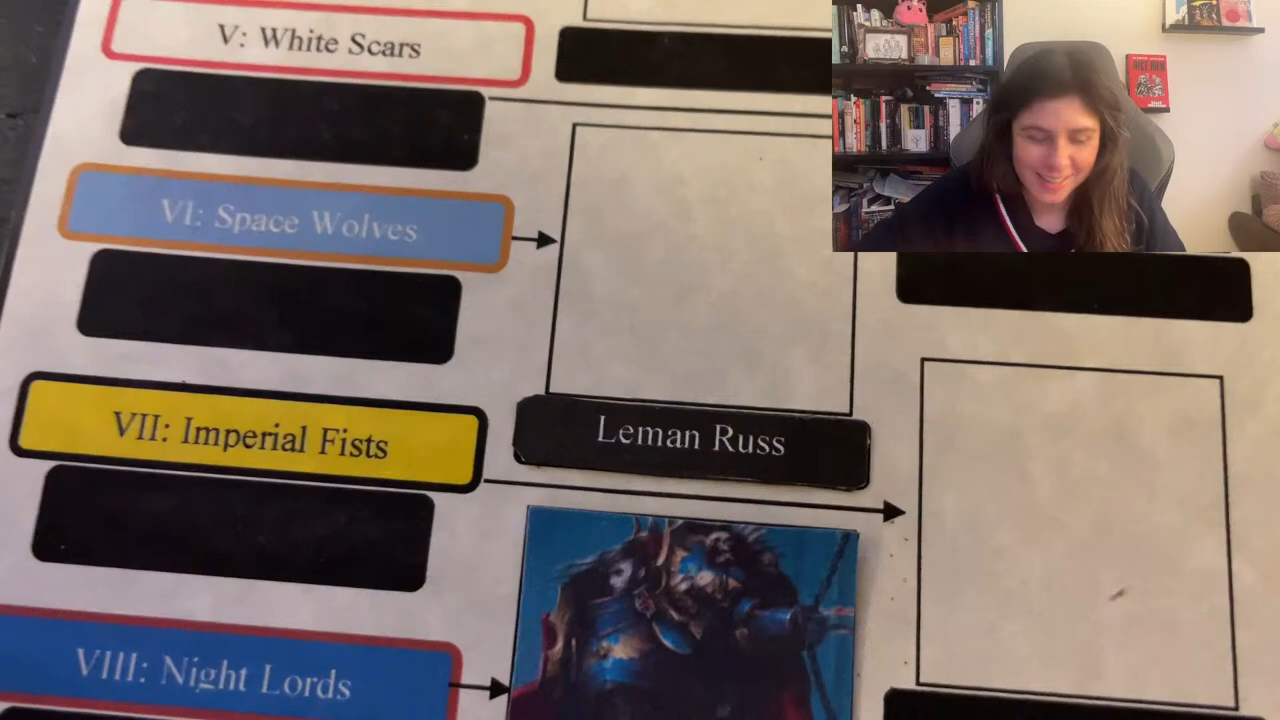 V: White Scars
VI: Space Wolves
VII: Imperial Fists
Leman Russ
VIII: Night Lords